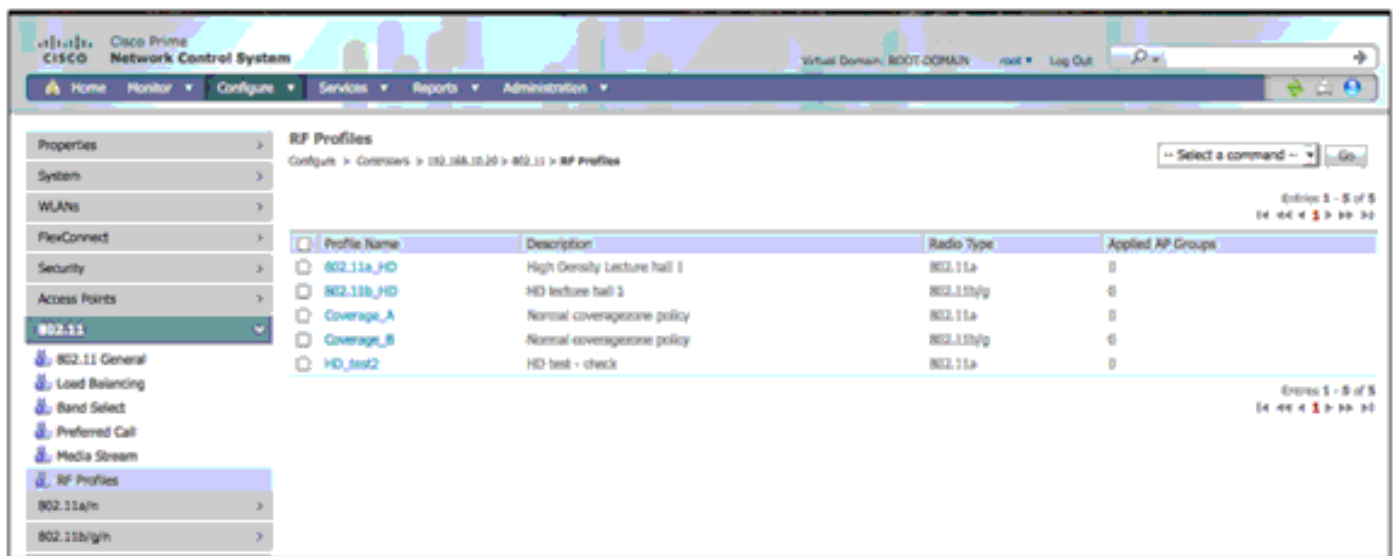 Cisco Prime
CISCO Network Control System
Virtual Domain: ROOT-DOMAIN root Log Out
Home Monitor Configure Services Reports Administration
Properties
System
WLANs
FlexConnect
Security
Access Points
802.11
802.11 General
Load Balancing
Band Select
Preferred Call
Media Stream
RF Profiles
802.11a/n
802.11b/g/n
RF Profiles
Configure > Controllers > 192.168.10.20 > 802.11 > RF Profiles
-- Select a command -- Go
Entries 1 - 5 of 5
1
Profile Name Description Radio Type Applied AP Groups
802.11a_HD High Density Lecture hall 1 802.11a 0
802.11b_HD HD lecture hall 1 802.11b/g 0
Coverage_A Normal coveragezone policy 802.11a 0
Coverage_B Normal coveragezone policy 802.11b/g 0
HD_test2 HD test - check 802.11a 0
Entries 1 - 5 of 5
1